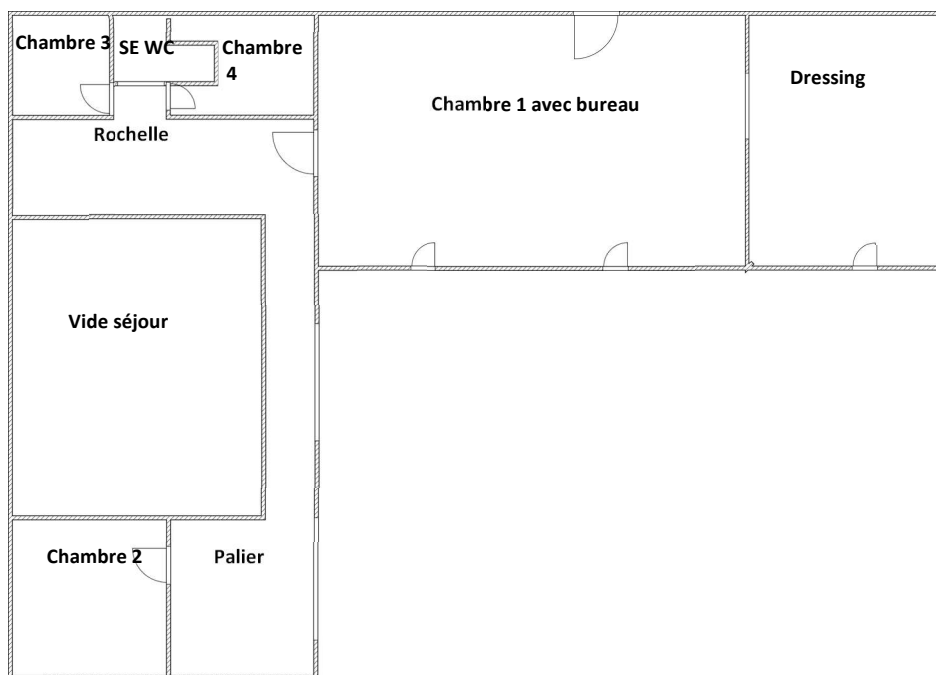 Chambre 3
SE WC
Chambre
4
Dressing
Chambre 1 avec bureau
Rochelle
Vide séjour
Chambre 2
Palier